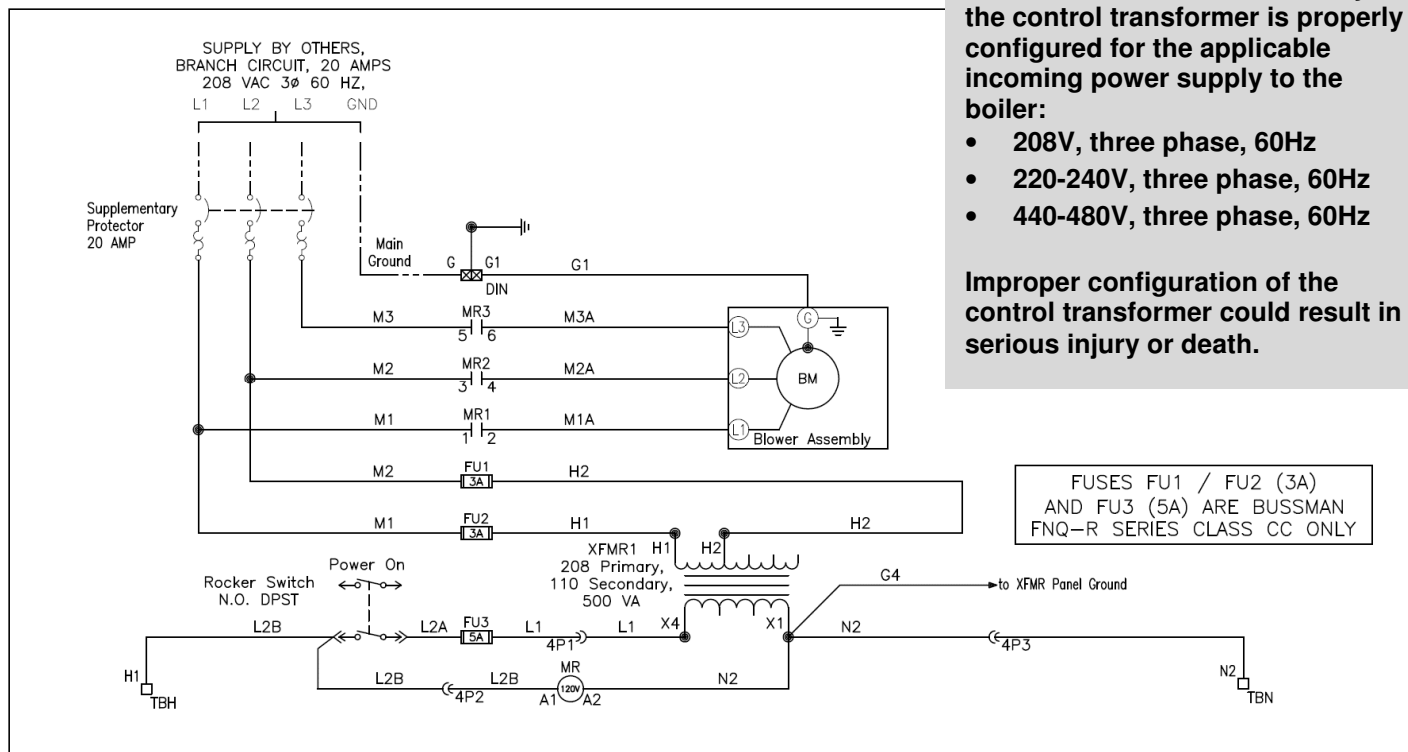 the control transformer is properly
configured for the applicable
incoming power supply to the
boiler:
• 208V, three phase, 60Hz
• 220-240V, three phase, 60Hz
• 440-480V, three phase, 60Hz
Improper configuration of the
control transformer could result in
serious injury or death.
SUPPLY BY OTHERS,
BRANCH CIRCUIT, 20 AMPS
208 VAC 3ø 60 HZ,
L1 L2 L3 GND
Supplementary
Protector
20 AMP
Main
Ground
G G1 G1
DIN
M3 MR3 M3A
5 6
M2 MR2 M2A
3 4
M1 MR1 M1A
1 2
G
L3
L2
L1
BM
Blower Assembly
M2 FU1 H2
3A
M1 FU2 H1 H2
3A
FUSES FU1 / FU2 (3A)
AND FU3 (5A) ARE BUSSMAN
FNQ-R SERIES CLASS CC ONLY
XFMR1 H1 H2
208 Primary,
110 Secondary,
500 VA
Power On
Rocker Switch
N.O. DPST
G4
to XFMR Panel Ground
L2B L2A FU3 L1 L1 X4 X1 N2
5A
4P1 4P3
L2B L2B MR N2
4P2 A1 120V A2
H1
TBH
N2
TBN